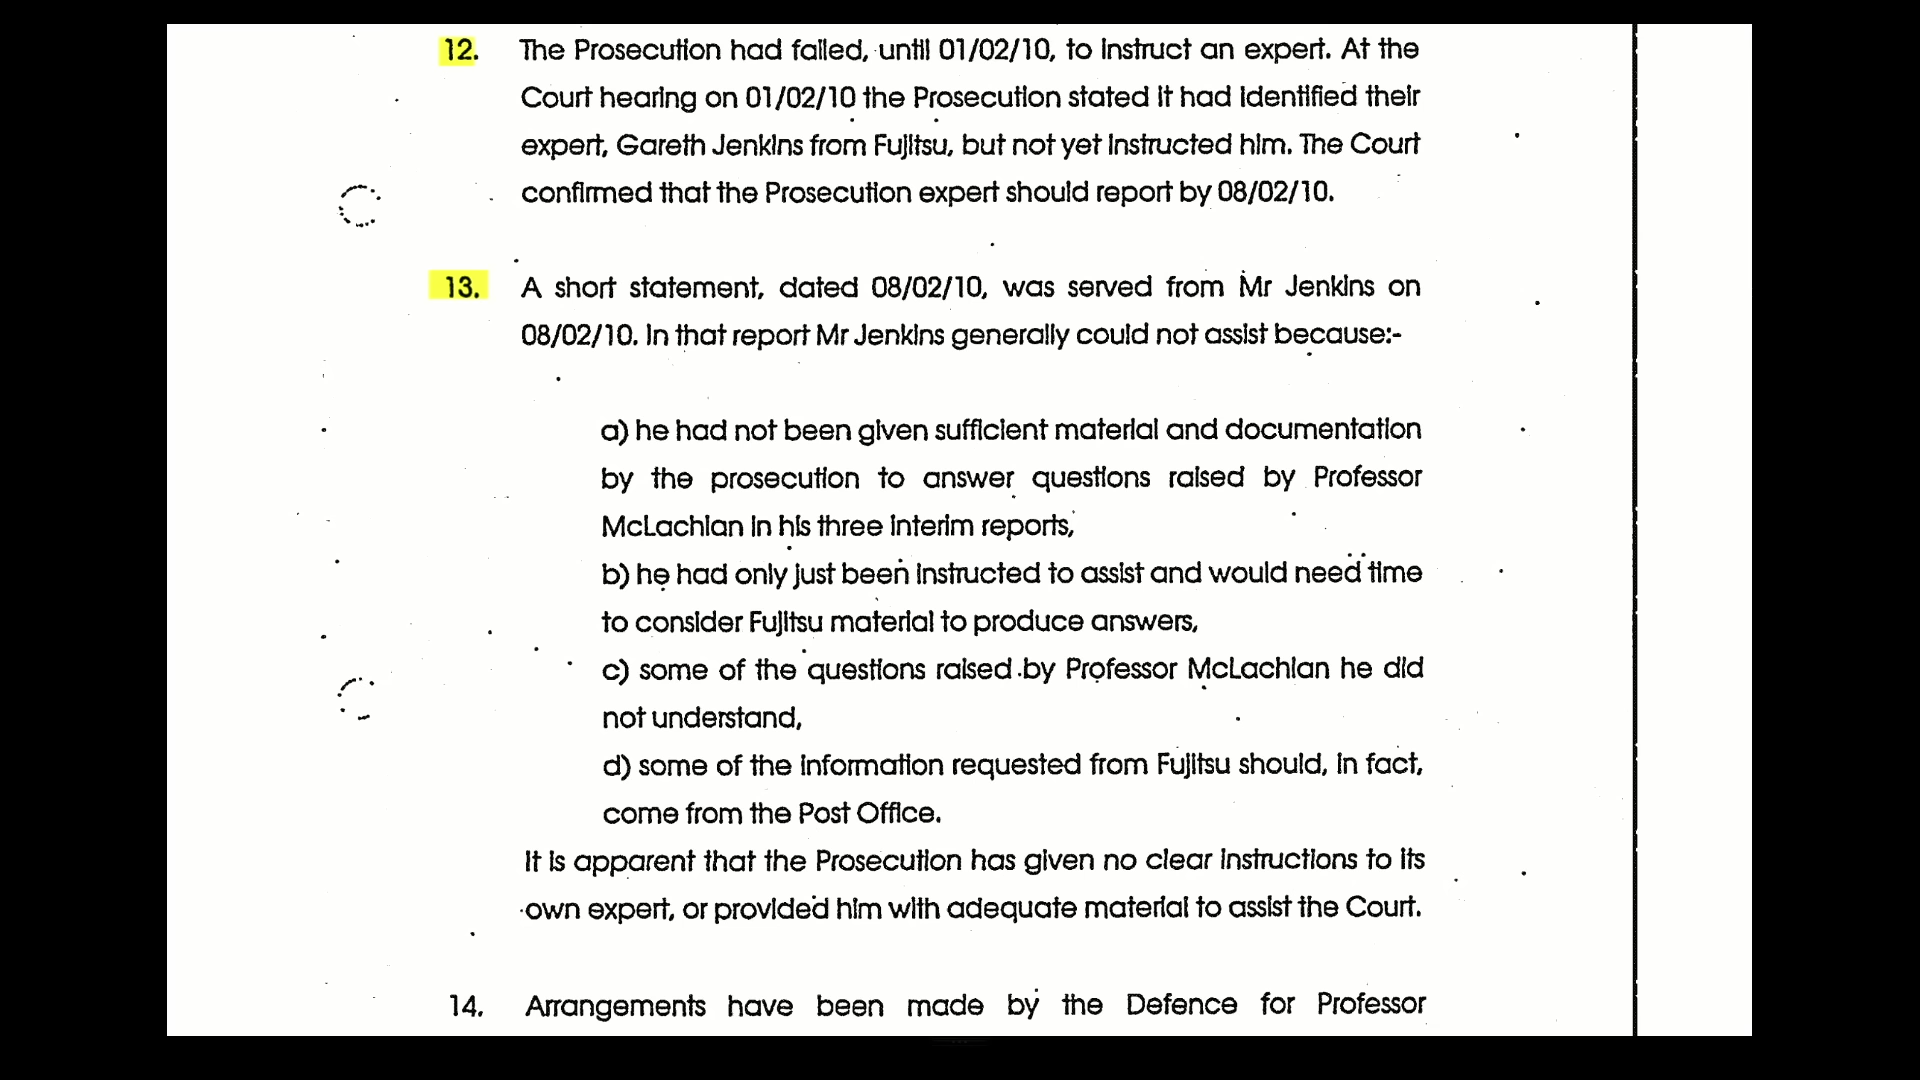 12. The Prosecution had failed, until 01/02/10, to instruct an expert. At the
Court hearing on 01/02/10 the Prosecution stated it had identified their
expert, Gareth Jenkins from Fujitsu, but not yet instructed him. The Court
confirmed that the Prosecution expert should report by 08/02/10.
13. A short statement, dated 08/02/10, was served from Mr Jenkins on
08/02/10. In that report Mr Jenkins generally could not assist because:-
a) he had not been given sufficient material and documentation
by the prosecution to answer questions raised by Professor
McLachlan in his three interim reports,
b) he had only just been instructed to assist and would need time
to consider Fujitsu material to produce answers,
c) some of the questions raised by Professor McLachlan he did
not understand,
d) some of the information requested from Fujitsu should, in fact,
come from the Post Office.
It is apparent that the Prosecution has given no clear instructions to its
own expert, or provided him with adequate material to assist the Court.
14. Arrangements have been made by the Defence for Professor